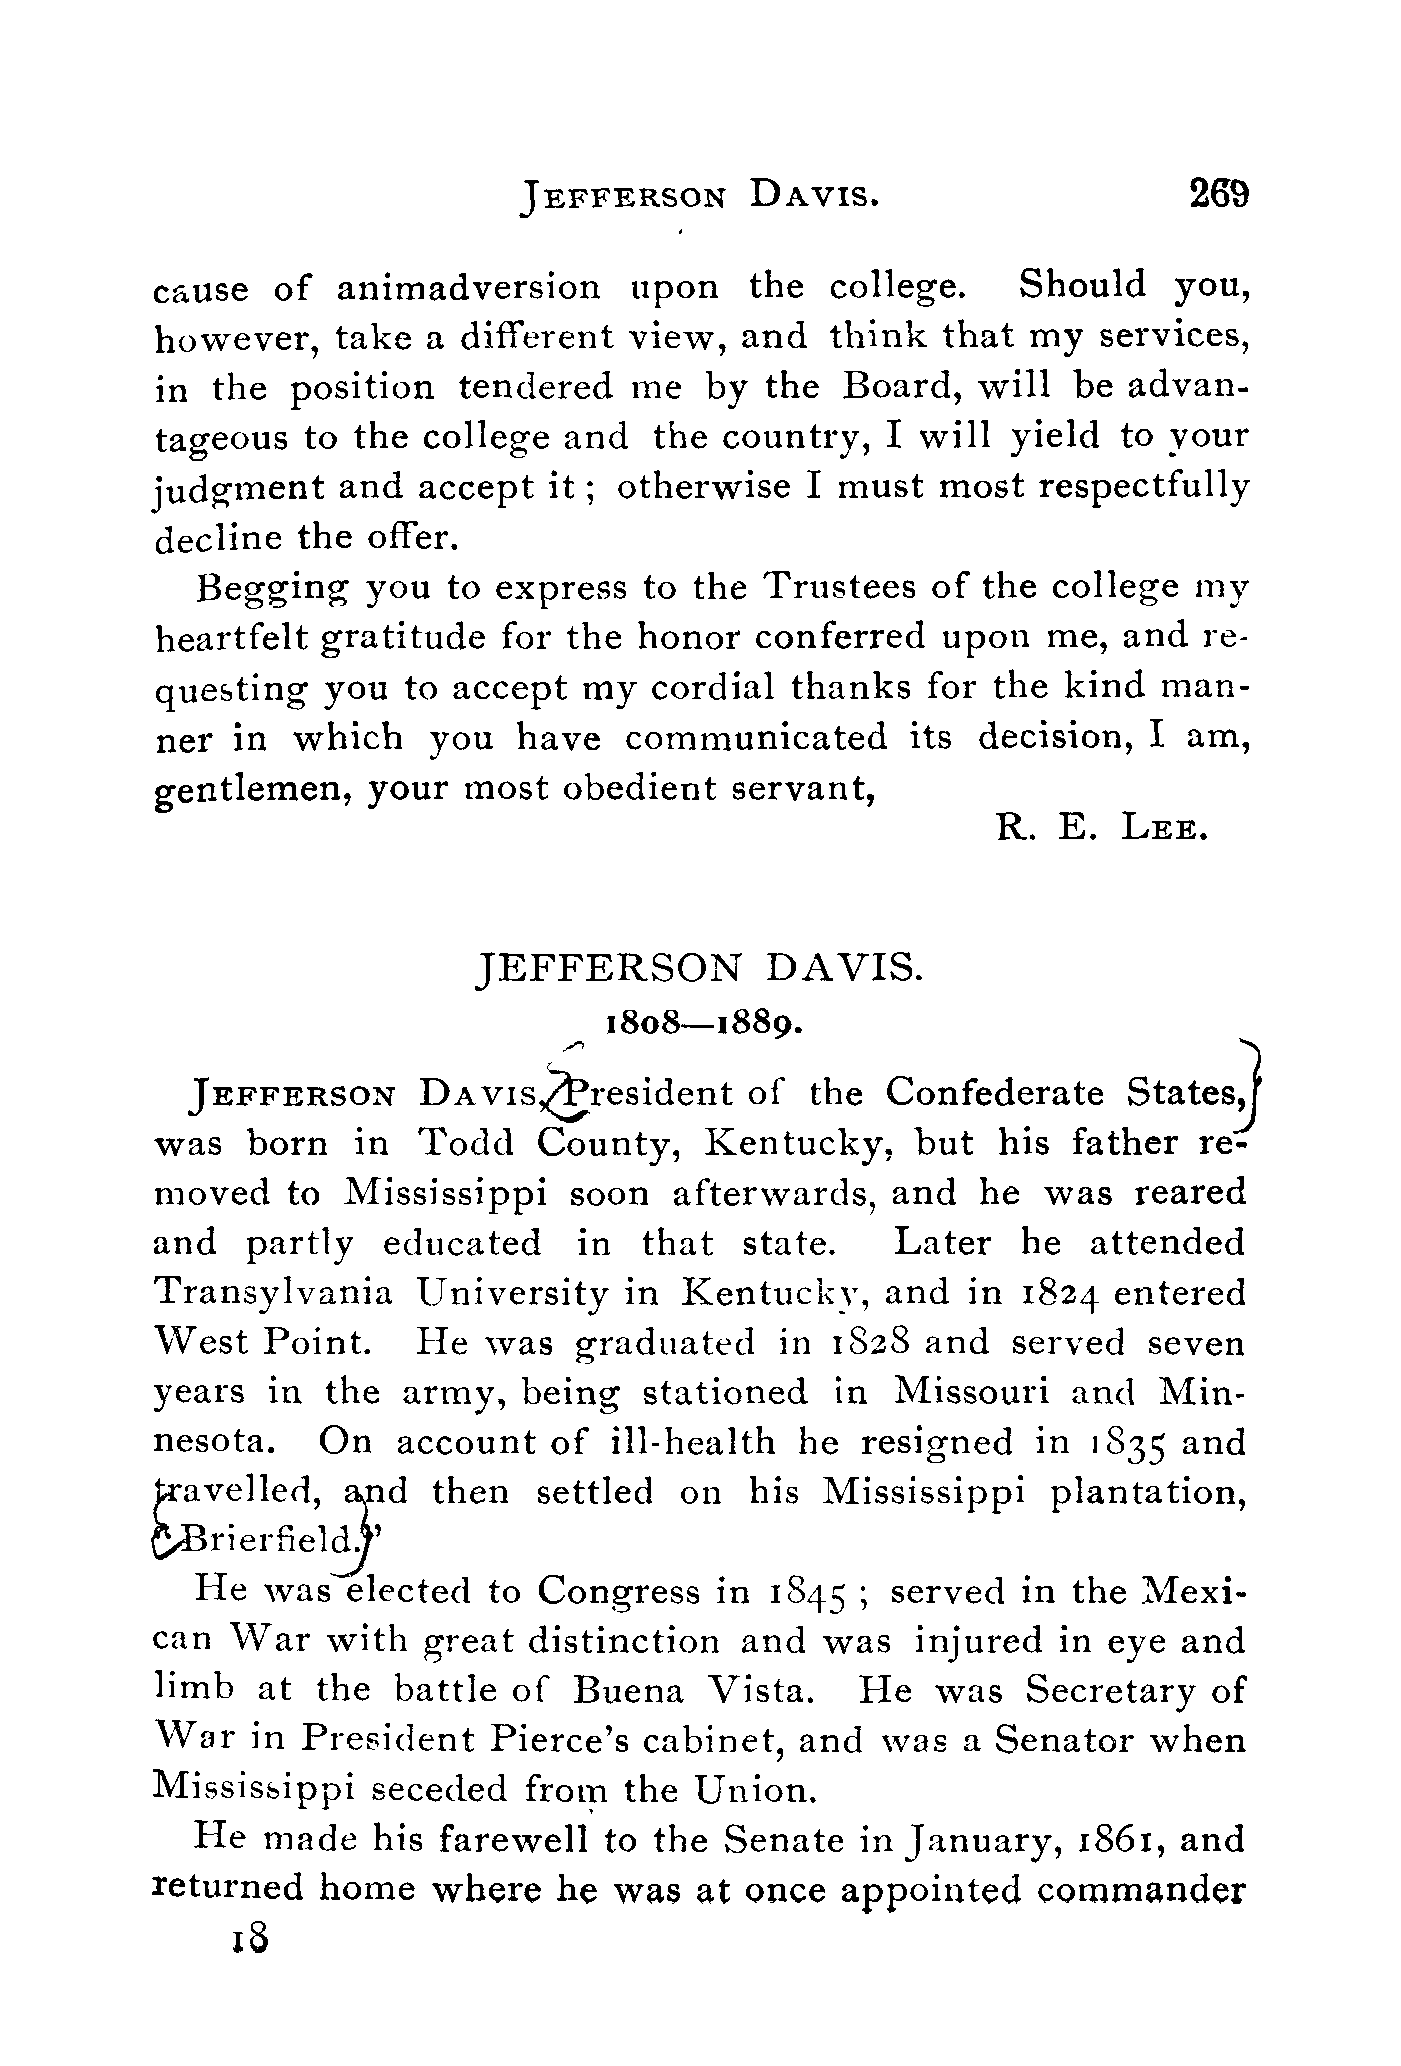 JEFFERSON DAVIS. 269
cause of animadversion upon the college. Should you,
however, take a different view, and think that my services,
in the position tendered me by the Board, will be advan-
tageous to the college and the country, I will yield to your
judgment and accept it ; otherwise I must most respectfully
decline the offer.
Begging you to express to the Trustees of the college my
heartfelt gratitude for the honor conferred upon me, and re-
questing you to accept my cordial thanks for the kind man-
ner in which you have communicated its decision, I am,
gentlemen, your most obedient servant,
R. E. LEE.
JEFFERSON DAVIS.
1808—1889.
JEFFERSON DAVIS, President of the Confederate States,
was born in Todd County, Kentucky, but his father re-
moved to Mississippi soon afterwards, and he was reared
and partly educated in that state. Later he attended
Transylvania University in Kentucky, and in 1824 entered
West Point. He was graduated in 1828 and served seven
years in the army, being stationed in Missouri and Min-
nesota. On account of ill-health he resigned in 1835 and
travelled, and then settled on his Mississippi plantation,
"Brierfield."
He was elected to Congress in 1845 ; served in the Mexi-
can War with great distinction and was injured in eye and
limb at the battle of Buena Vista. He was Secretary of
War in President Pierce's cabinet, and was a Senator when
Mississippi seceded from the Union.
He made his farewell to the Senate in January, 1861, and
returned home where he was at once appointed commander
18